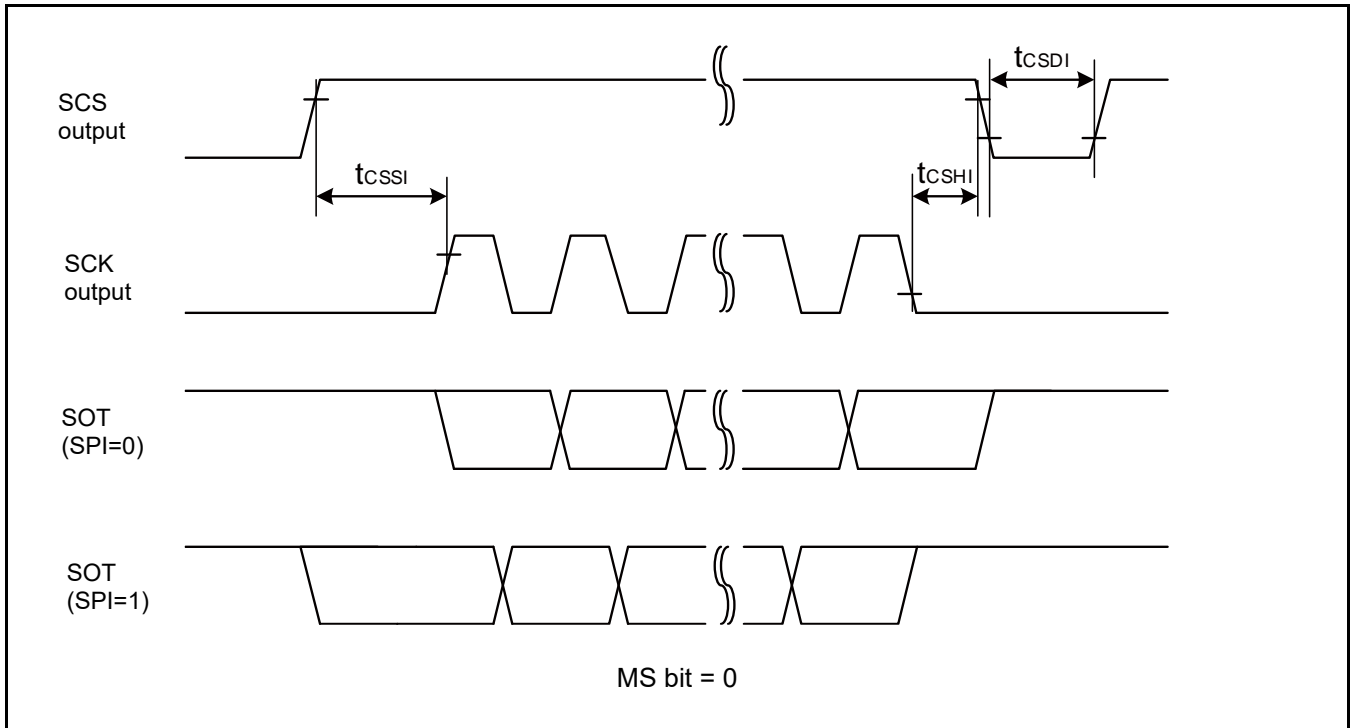 tCSDI
SCS
output
tCSSI
tCSHI
SCK
output
SOT
(SPI=0)
SOT
(SPI=1)
MS bit = 0